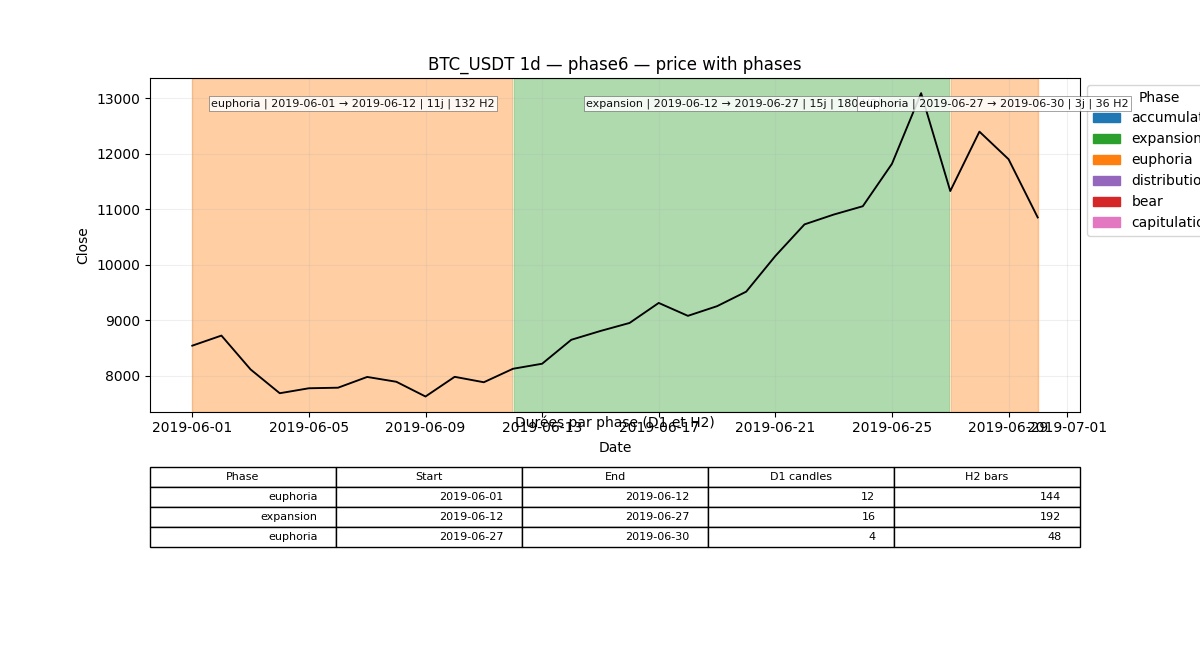 BTC_USDT 1d — phase6 — price with phases
euphoria | 2019-06-01 → 2019-06-12 | 11j | 132 H2
expansion | 2019-06-12 → 2019-06-27 | 15j | 180
euphoria | 2019-06-27 → 2019-06-30 | 3j | 36 H2
Phase
accumulat
expansion
euphoria
distributio
bear
capitulatio
13000
12000
11000
10000
9000
8000
Close
2019-06-01 2019-06-05 2019-06-09 2019-06-13 2019-06-17 2019-06-21 2019-06-25 2019-06-29 2019-07-01
Durées par phase (D1 et H2)
Date
Phase Start End D1 candles H2 bars
euphoria 2019-06-01 2019-06-12 12 144
expansion 2019-06-12 2019-06-27 16 192
euphoria 2019-06-27 2019-06-30 4 48